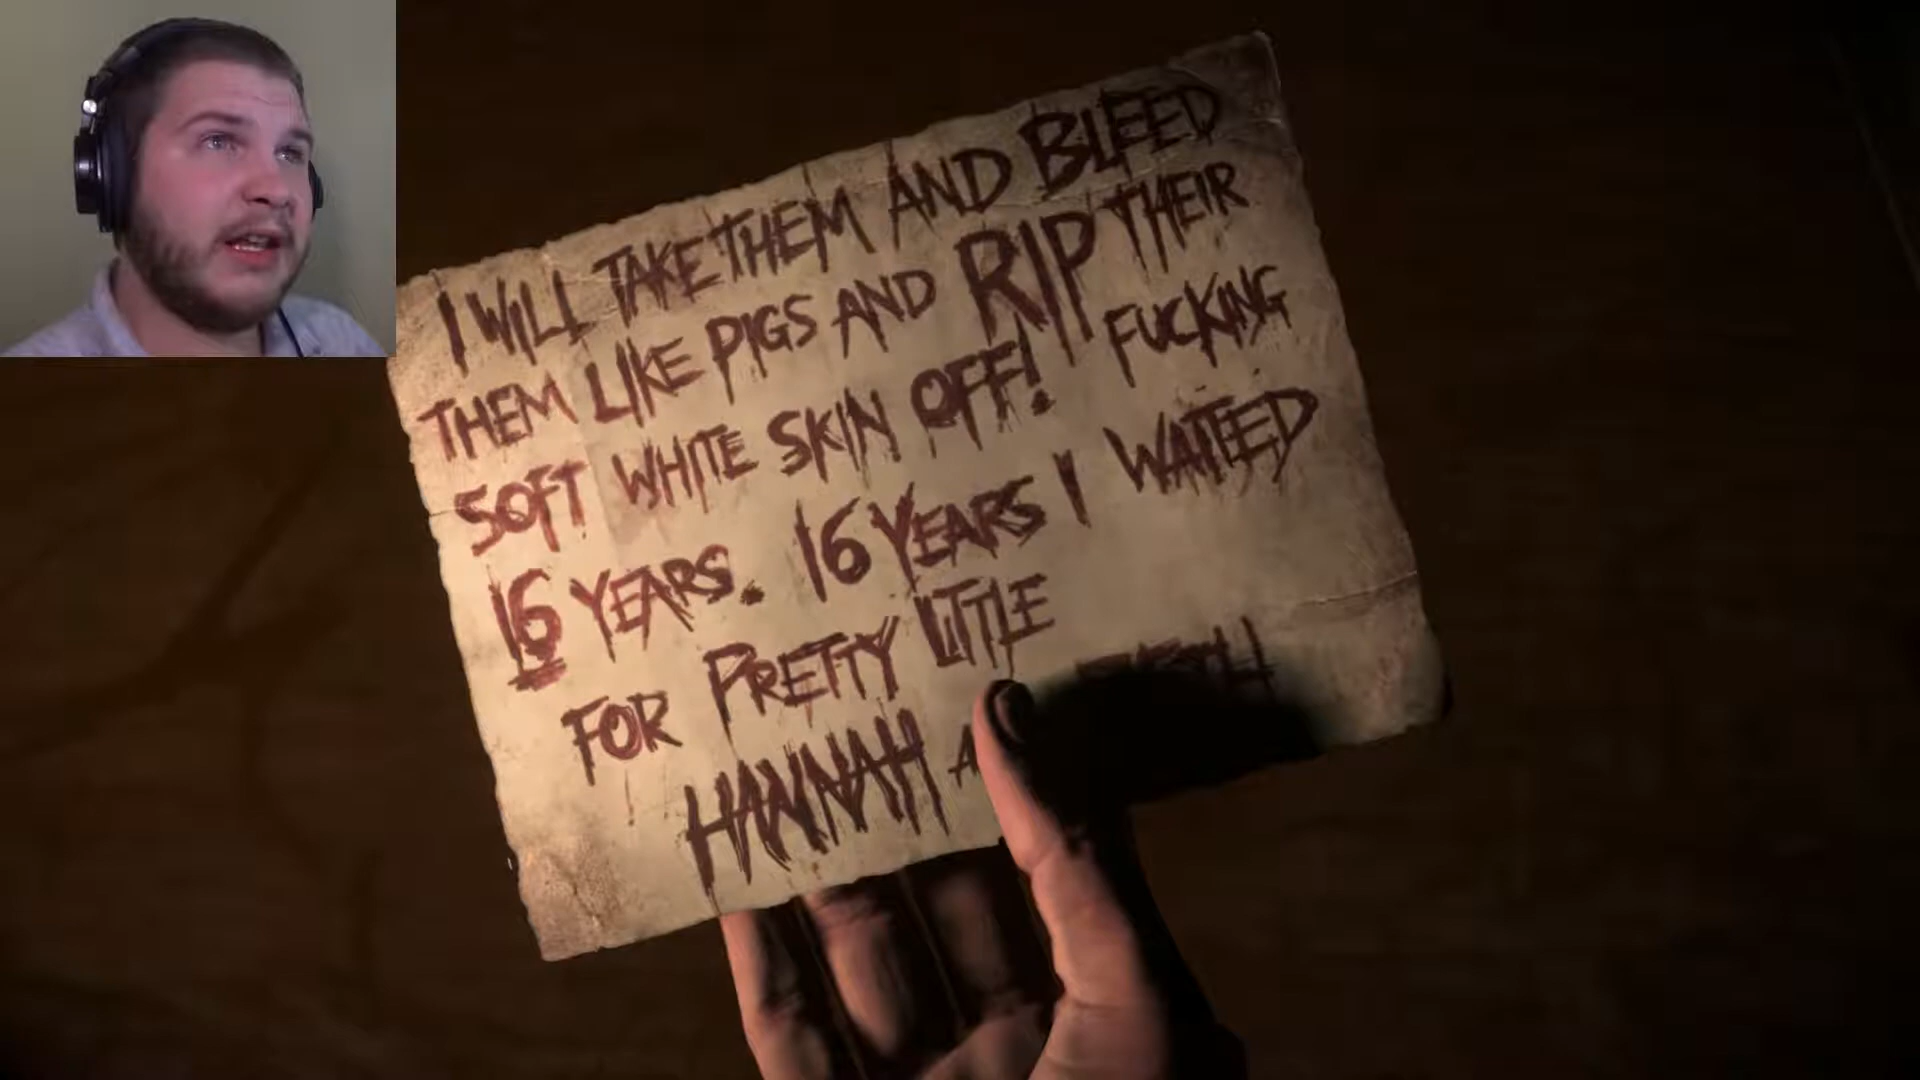 I WILL TAKE THEM AND BLEED
THEM LIKE PIGS AND RIP THEIR
SOFT WHITE SKIN OFF! FUCKING
16 YEARS. 16 YEARS I WAITED
FOR PRETTY LITTLE
HANNAH